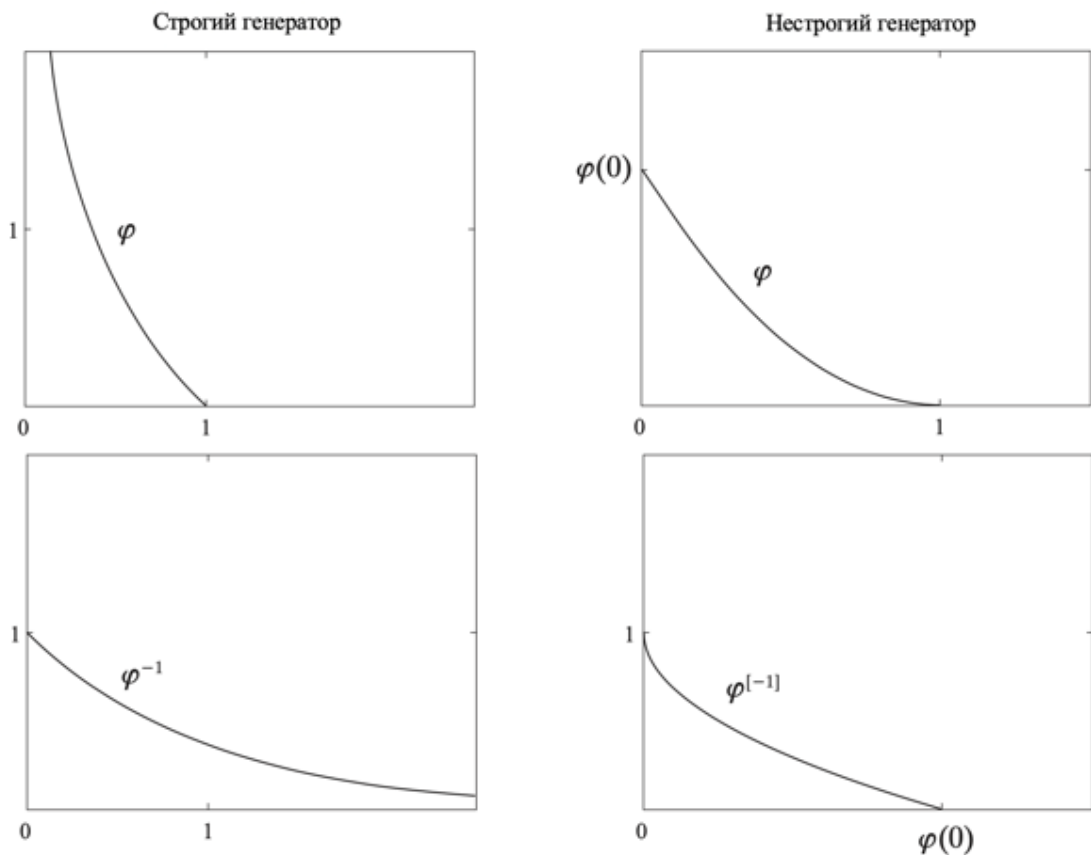 Строгий генератор
1
φ
0
1
Нестрогий генератор
φ(0)
φ
0
1
1
φ⁻¹
0
1
1
φ[⁻¹]
0
φ(0)